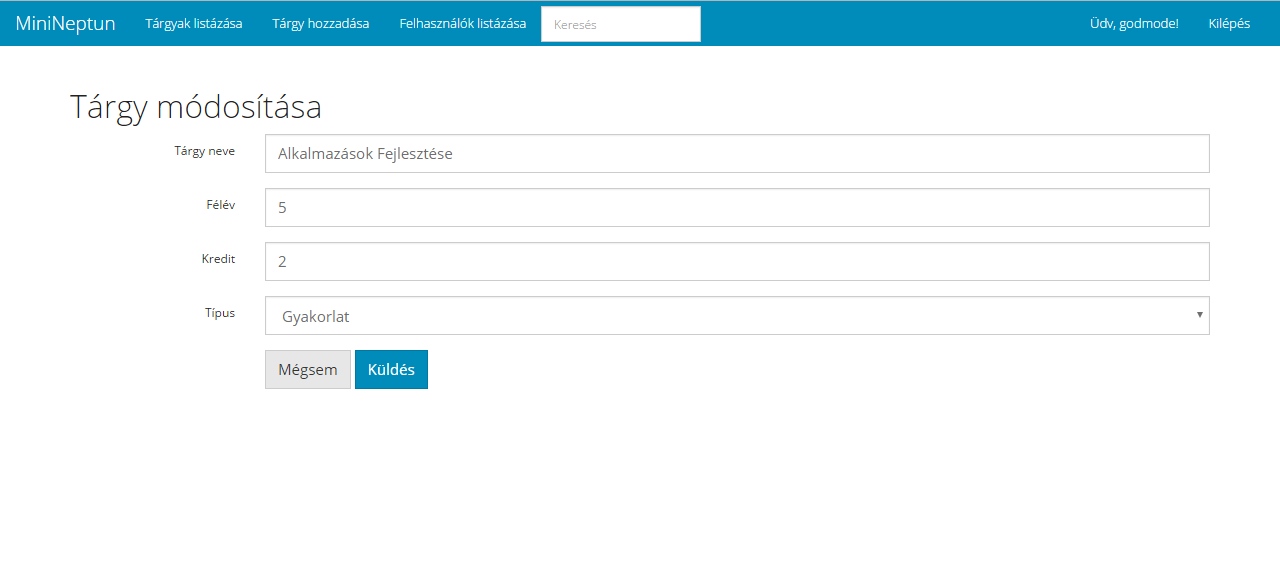 MiniNeptun Tárgyak listázása Tárgy hozzadása Felhasználók listázása Keresés Üdv, godmode! Kilépés
Tárgy módosítása
Tárgy neve Alkalmazások Fejlesztése
Félév 5
Kredit 2
Típus Gyakorlat
Mégsem Küldés